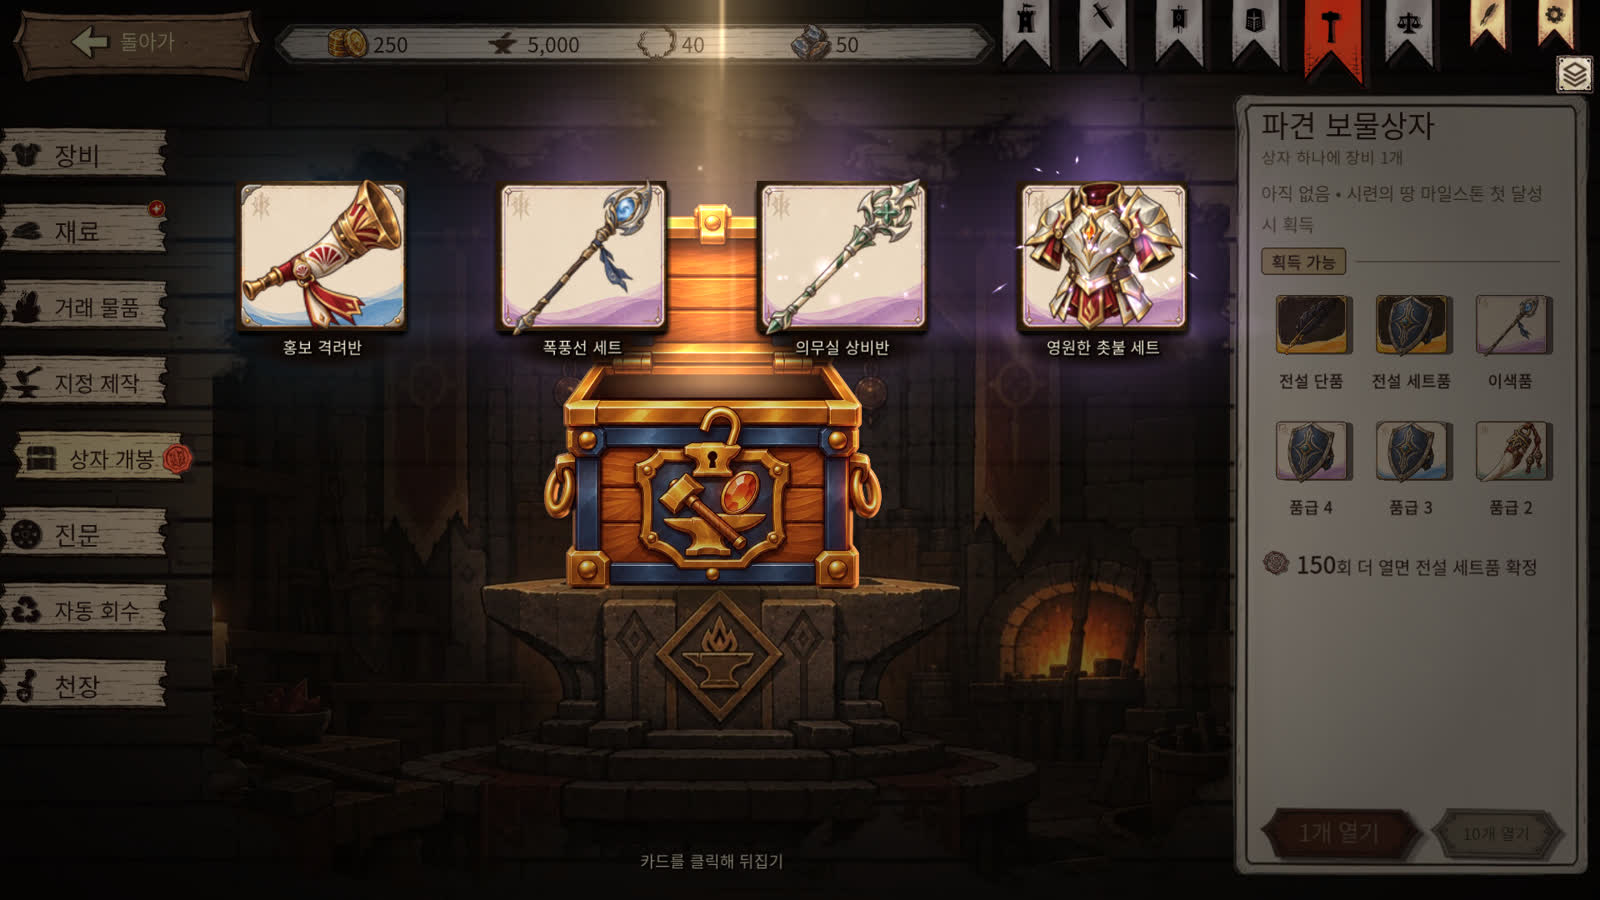 돌아가
250
5,000
40
50
장비
재료
거래 물품
지정 제작
상자 개봉
전문
자동 회수
천장
홍보 격려반
폭풍선 세트
의무실 상비반
영원한 촛불 세트
카드를 클릭해 뒤집기
파견 보물상자
상자 하나에 장비 1개
아직 없음 • 시련의 땅 마일스톤 첫 달성
시 획득
획득 가능
전설 단품
전설 세트품
이색품
품급 4
품급 3
품급 2
150회 더 열면 전설 세트품 확정
1개 열기
10개 열기